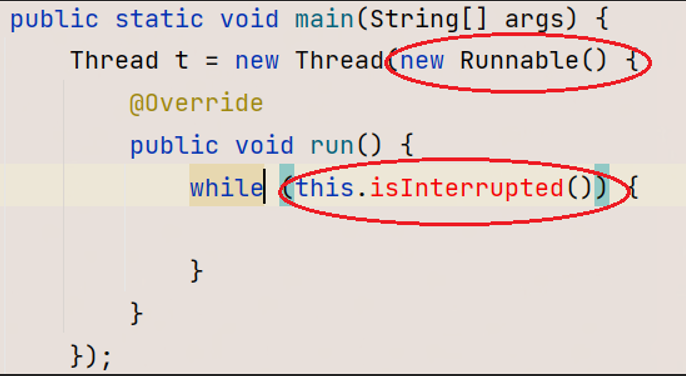 public static void main(String[] args) {
Thread t = new Thread(new Runnable() {
@Override
public void run() {
while (this.isInterrupted()) {
}
}
});